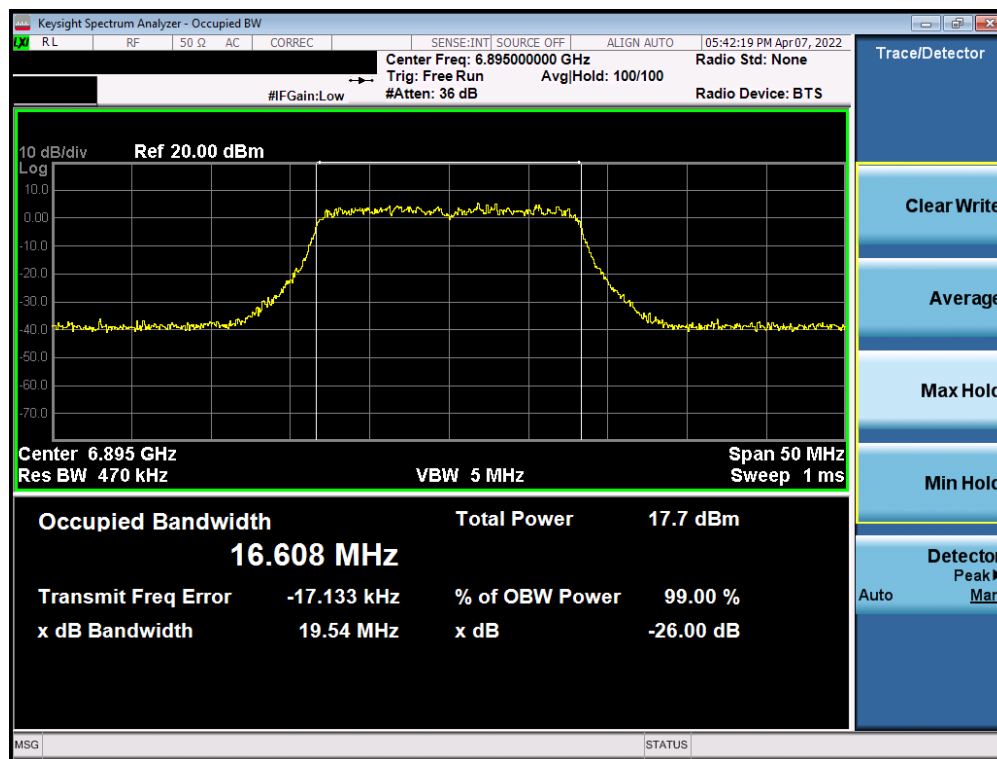 Keysight Spectrum Analyzer - Occupied BW
LXI RL RF 50 Ω AC CORREC SENSE:INT SOURCE OFF ALIGN AUTO 05:42:19 PM Apr 07, 2022
Center Freq: 6.895000000 GHz Radio Std: None
Trig: Free Run Avg|Hold: 100/100
#IFGain:Low #Atten: 36 dB Radio Device: BTS
Trace/Detector
10 dB/div Ref 20.00 dBm
Log
10.0
0.00
-10.0
-20.0
-30.0
-40.0
-50.0
-60.0
-70.0
Center 6.895 GHz Span 50 MHz
Res BW 470 kHz VBW 5 MHz Sweep 1 ms
Occupied Bandwidth Total Power 17.7 dBm
16.608 MHz
Transmit Freq Error -17.133 kHz % of OBW Power 99.00 %
x dB Bandwidth 19.54 MHz x dB -26.00 dB
Clear Write
Average
Max Hold
Min Hold
Detector
Peak▶
Auto Man
MSG STATUS